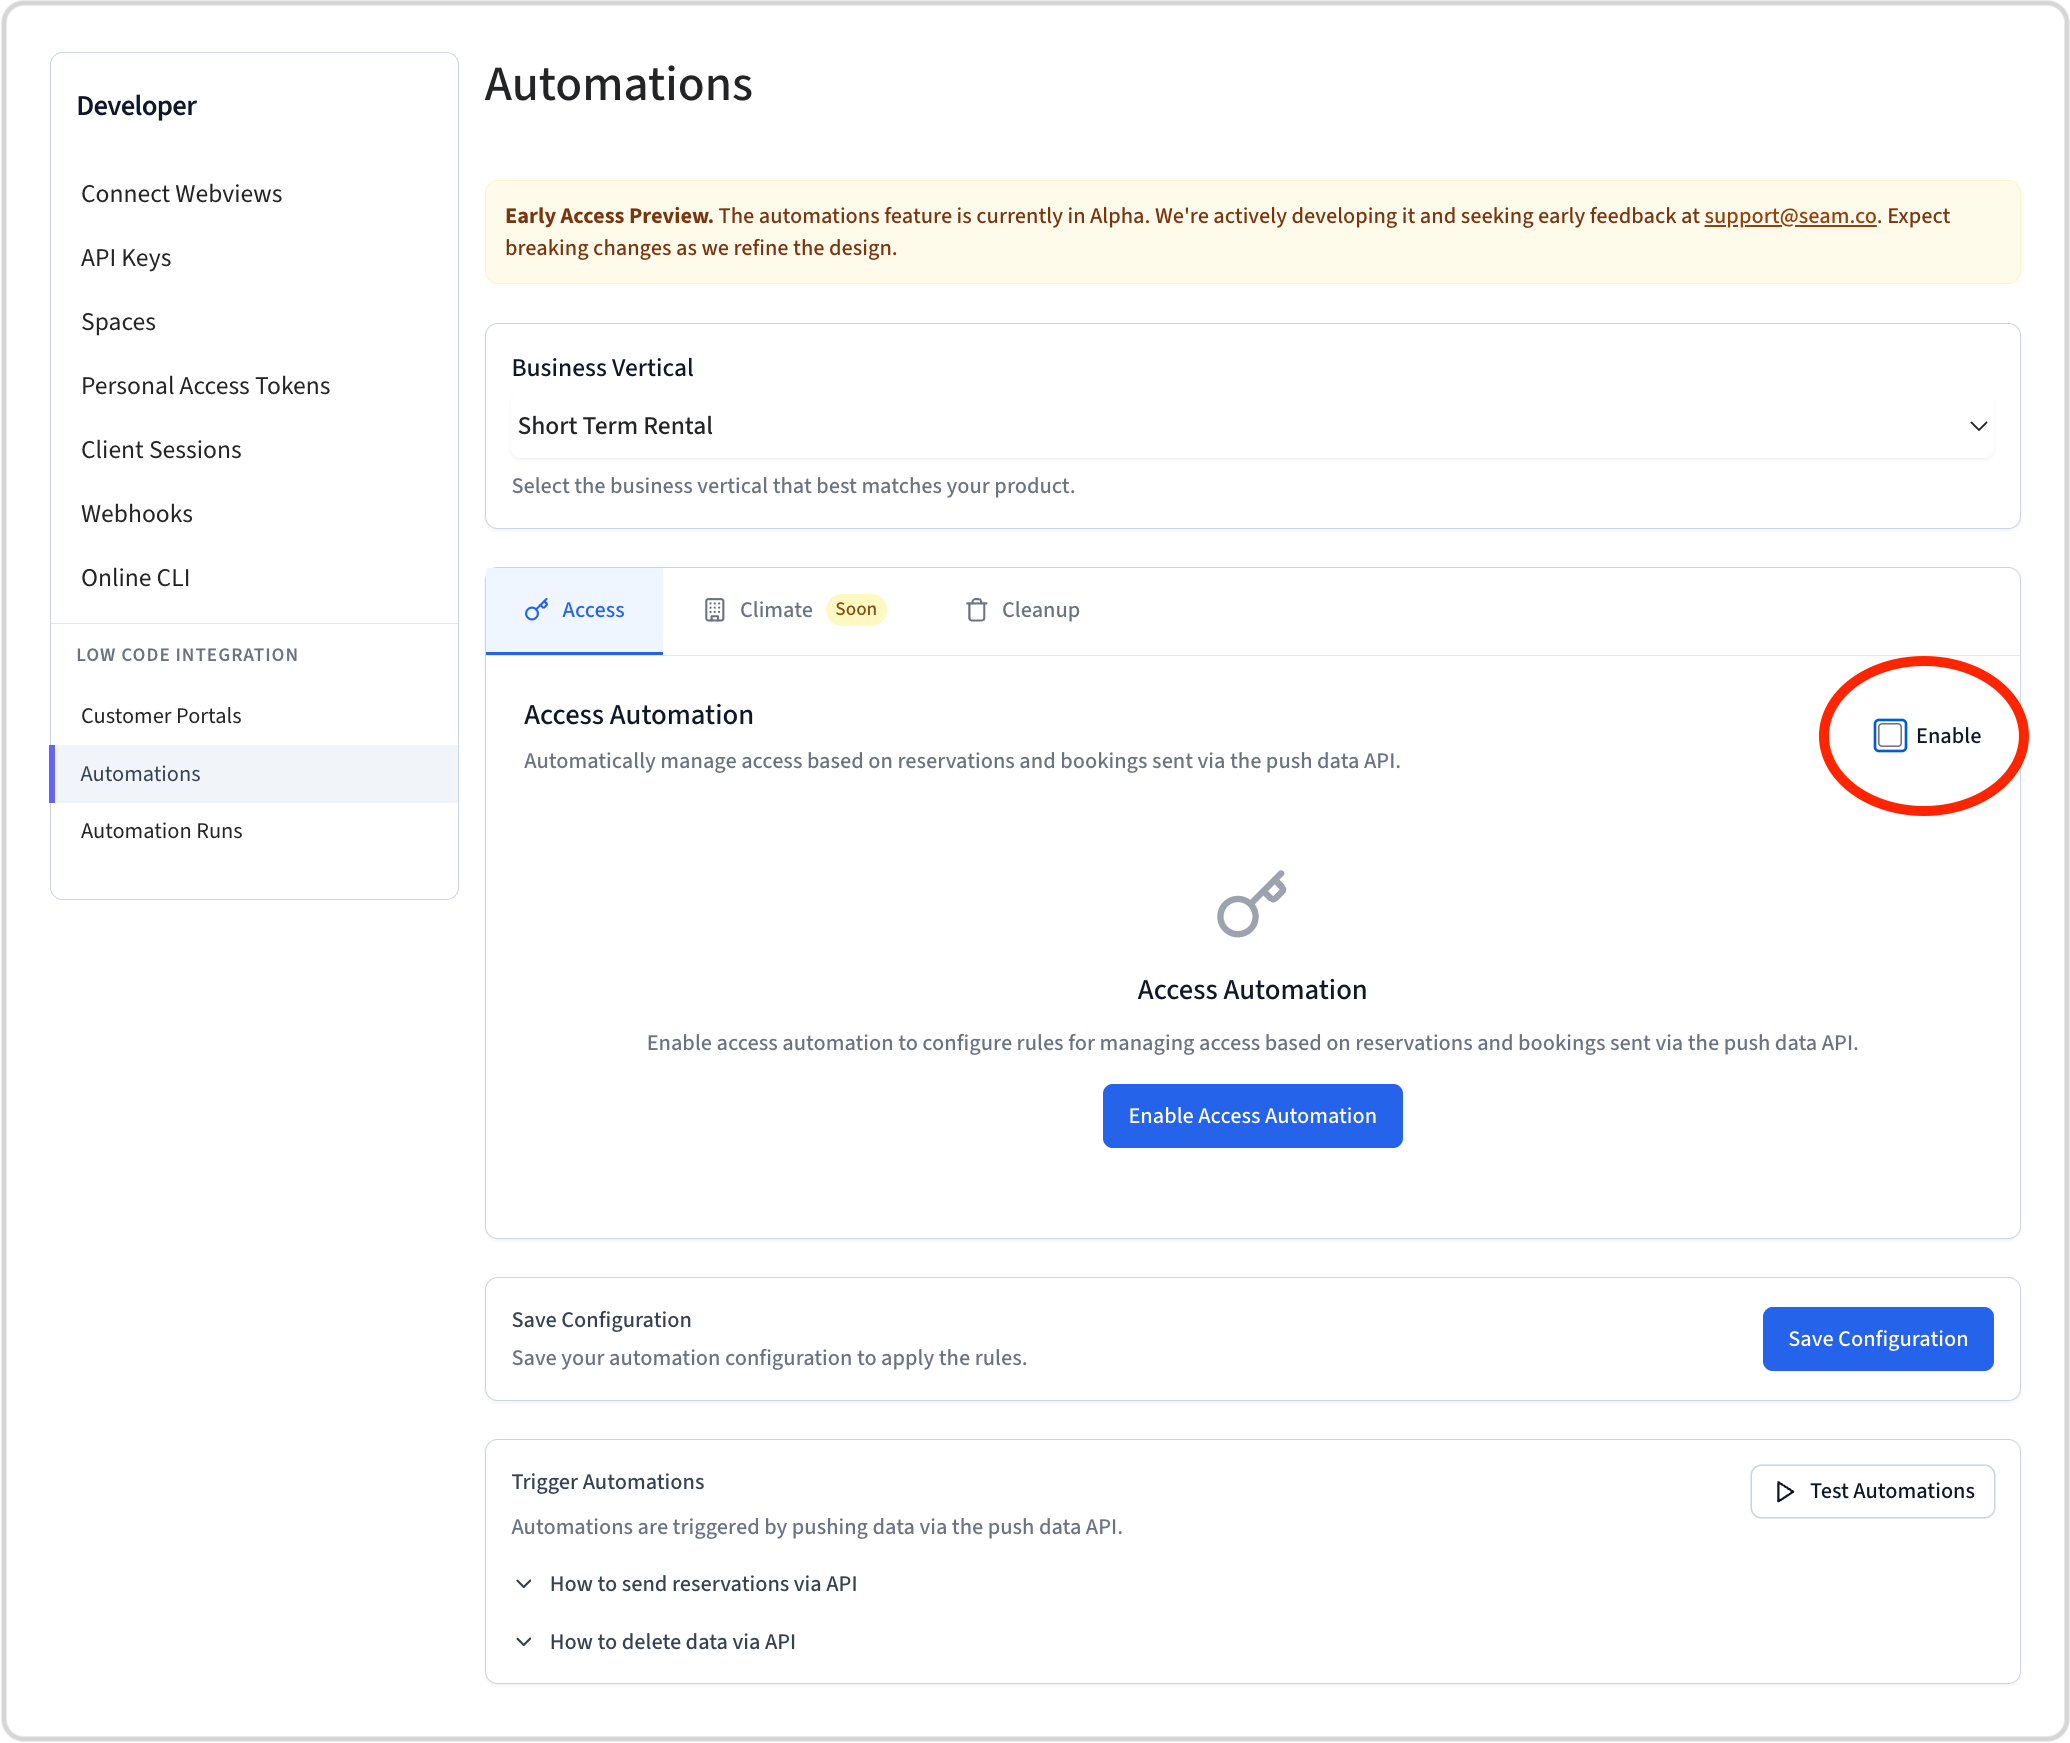 Developer
Connect Webviews
API Keys
Spaces
Personal Access Tokens
Client Sessions
Webhooks
Online CLI
LOW CODE INTEGRATION
Customer Portals
Automations
Automation Runs
Automations
Early Access Preview. The automations feature is currently in Alpha. We're actively developing it and seeking early feedback at support@seam.co. Expect
breaking changes as we refine the design.
Business Vertical
Short Term Rental
Select the business vertical that best matches your product.
Access
Climate Soon
Cleanup
Access Automation
Automatically manage access based on reservations and bookings sent via the push data API.
Enable
Access Automation
Enable access automation to configure rules for managing access based on reservations and bookings sent via the push data API.
Enable Access Automation
Save Configuration
Save your automation configuration to apply the rules.
Save Configuration
Trigger Automations
Automations are triggered by pushing data via the push data API.
Test Automations
How to send reservations via API
How to delete data via API